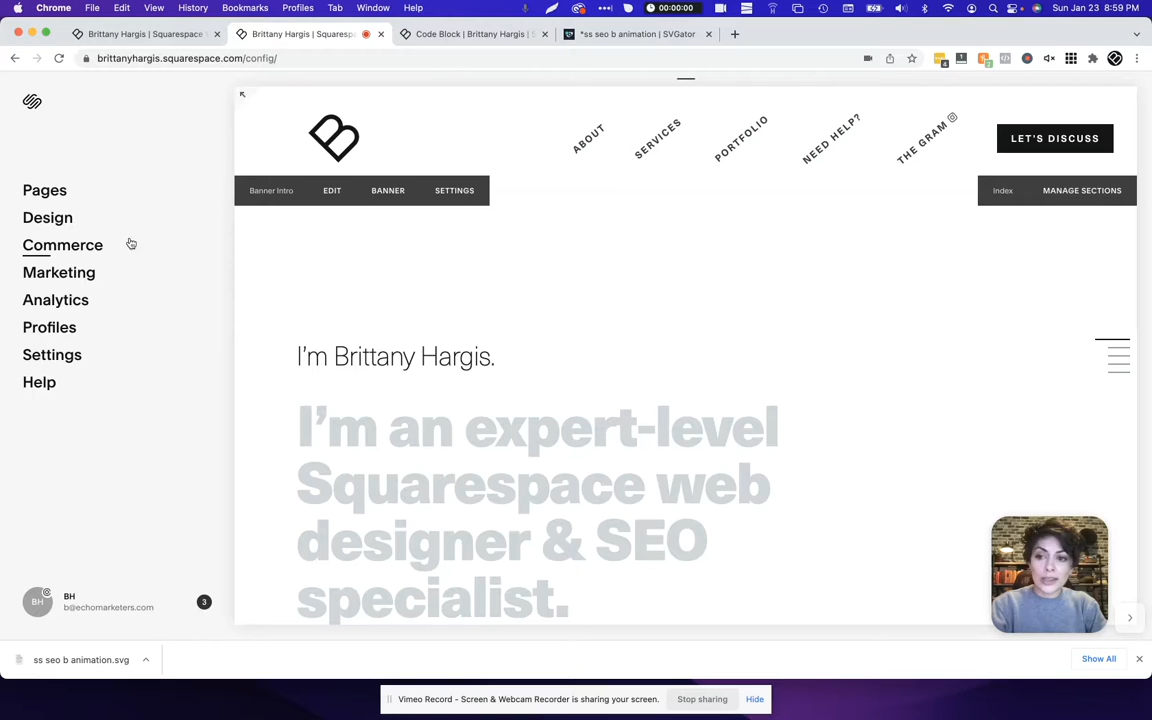 Chrome File Edit View History Bookmarks Profiles Tab Window Help 00:00:00 Sun Jan 23 8:59 PM
Brittany Hargis | Squarespace
Brittany Hargis | Squaresp
Code Block | Brittany Hargis | S
*ss seo b animation | SVGator
brittanyhargis.squarespace.com/config/
Pages
Design
Commerce
Marketing
Analytics
Profiles
Settings
Help
BH
BH
b@echomarketers.com
3
ABOUT
SERVICES
PORTFOLIO
NEED HELP?
THE GRAM
LET'S DISCUSS
Banner Intro EDIT BANNER SETTINGS
Index MANAGE SECTIONS
I'm Brittany Hargis.
I'm an expert-level
Squarespace web
designer & SEO
specialist.
ss seo b animation.svg
Show All
Vimeo Record - Screen & Webcam Recorder is sharing your screen. Stop sharing Hide